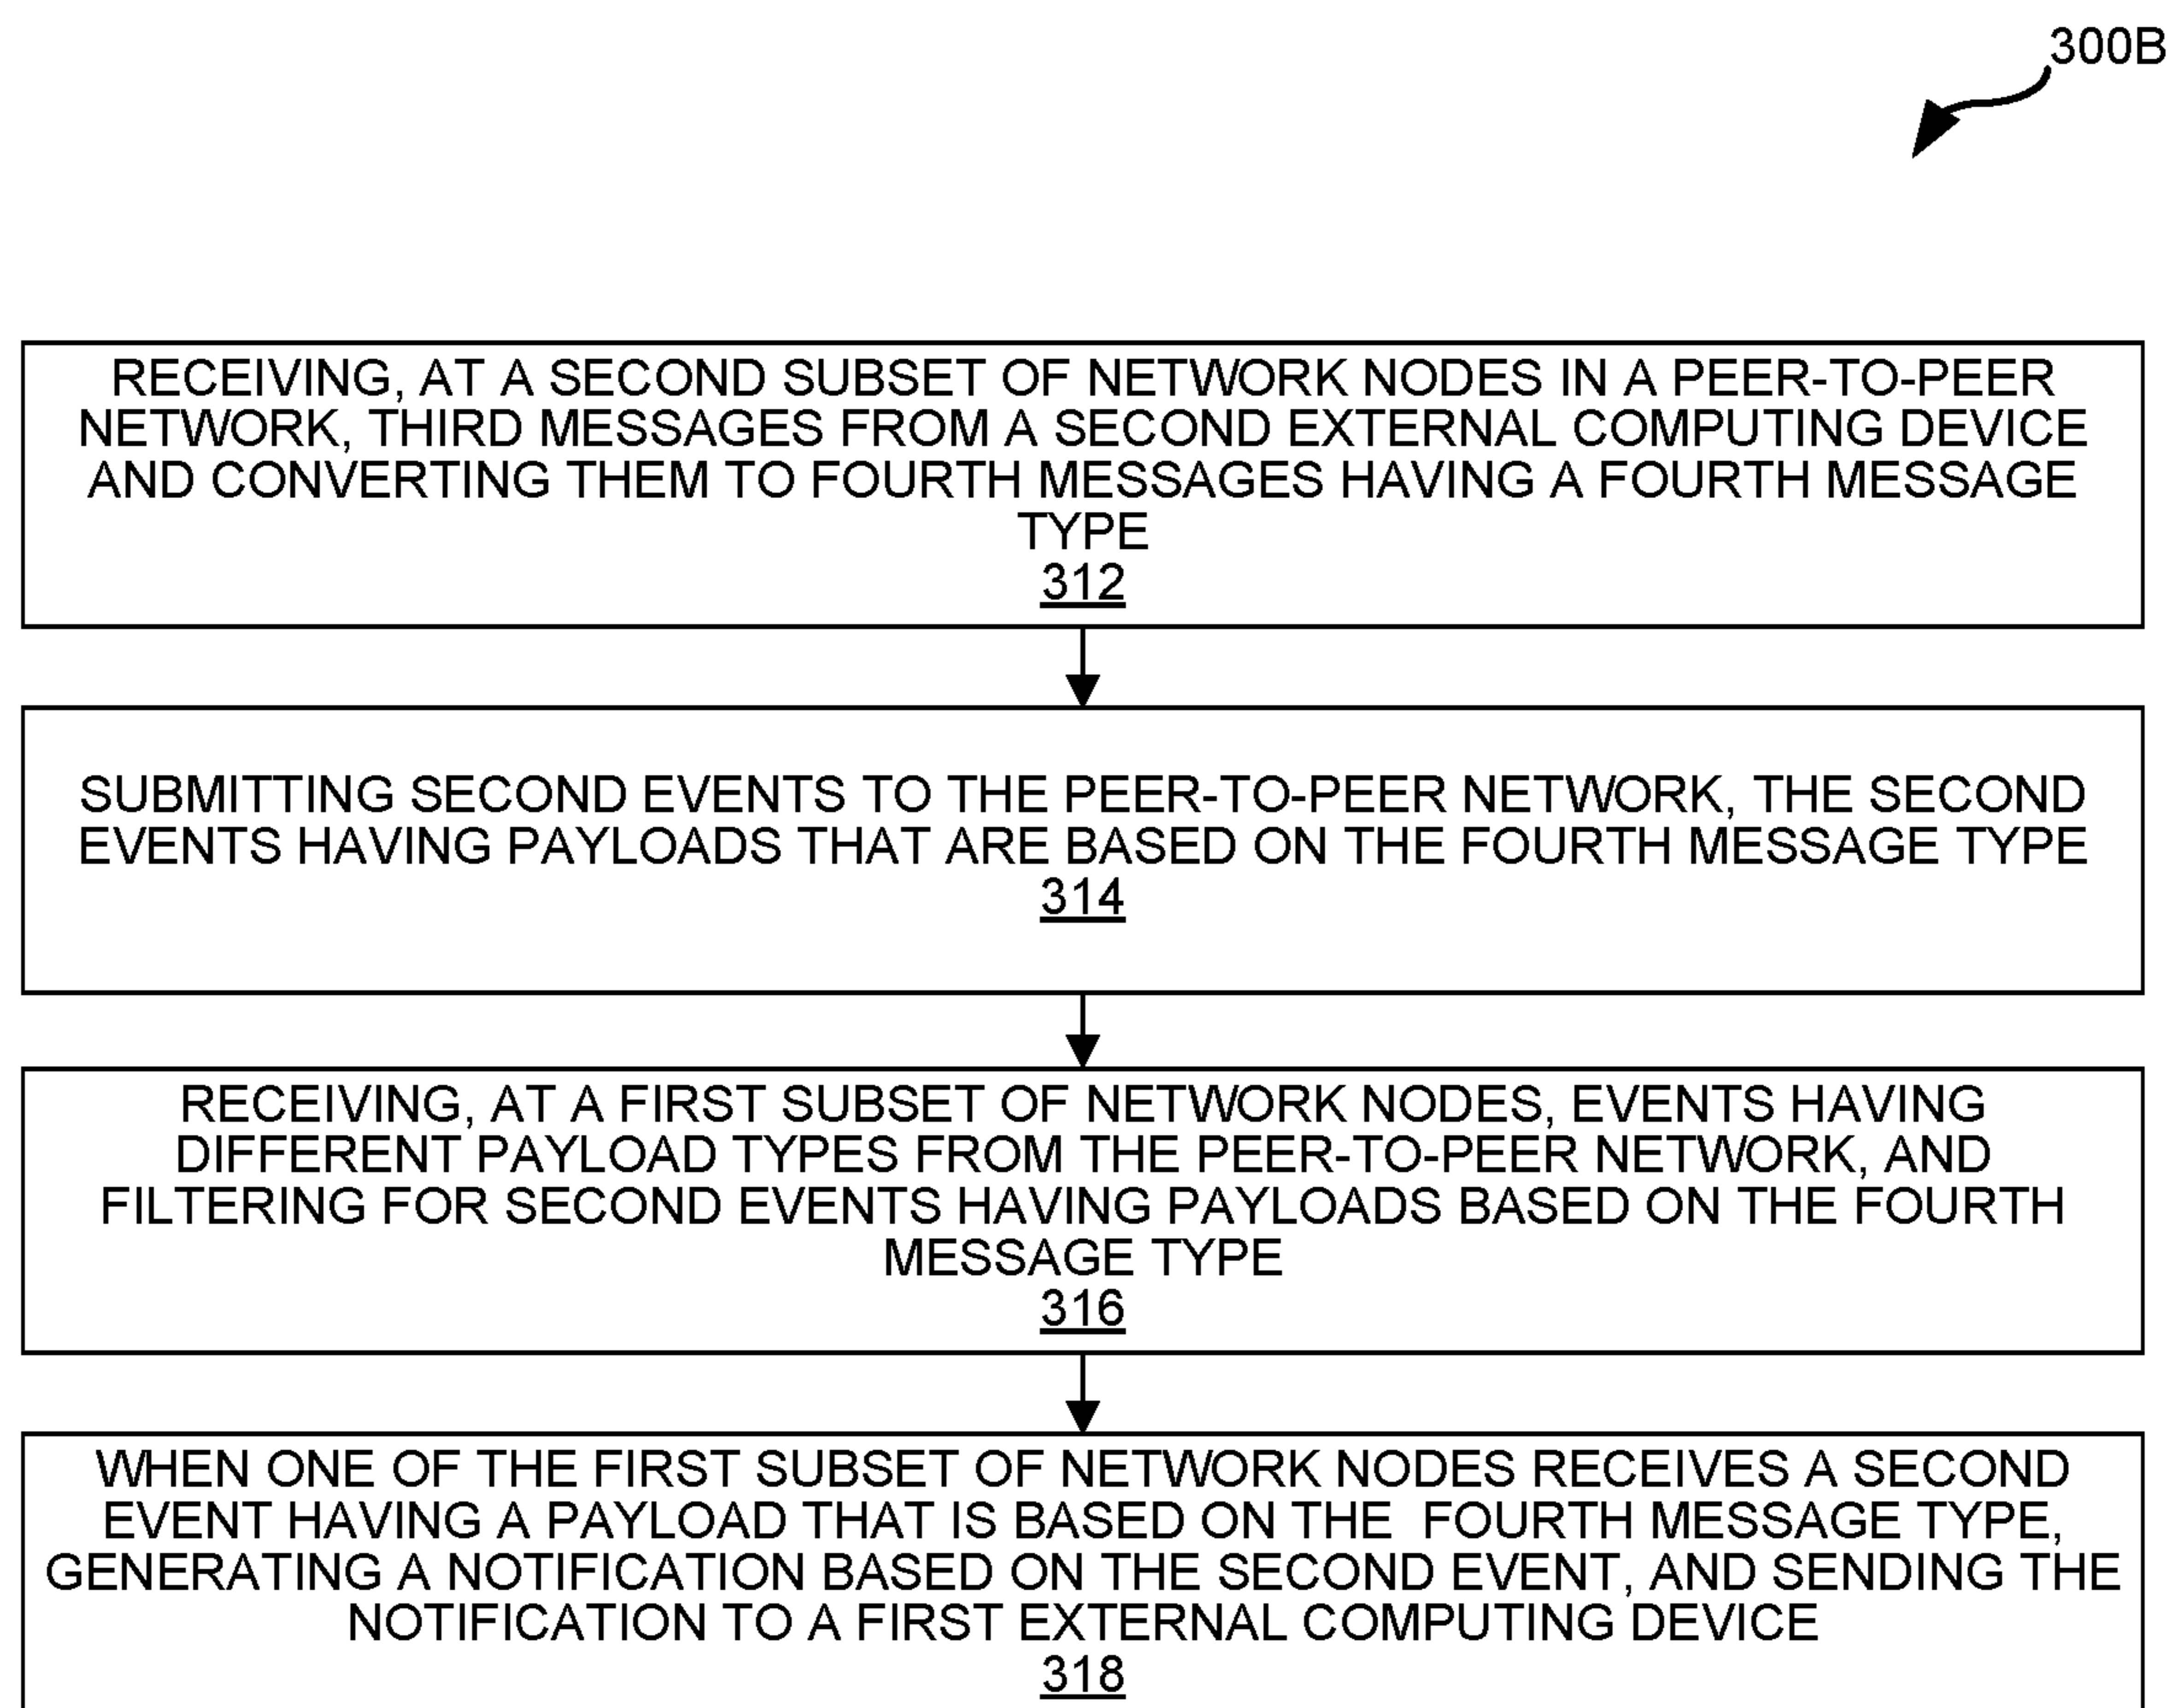 300B
RECEIVING, AT A SECOND SUBSET OF NETWORK NODES IN A PEER-TO-PEER
NETWORK, THIRD MESSAGES FROM A SECOND EXTERNAL COMPUTING DEVICE
AND CONVERTING THEM TO FOURTH MESSAGES HAVING A FOURTH MESSAGE
TYPE
312
SUBMITTING SECOND EVENTS TO THE PEER-TO-PEER NETWORK, THE SECOND
EVENTS HAVING PAYLOADS THAT ARE BASED ON THE FOURTH MESSAGE TYPE
314
RECEIVING, AT A FIRST SUBSET OF NETWORK NODES, EVENTS HAVING
DIFFERENT PAYLOAD TYPES FROM THE PEER-TO-PEER NETWORK, AND
FILTERING FOR SECOND EVENTS HAVING PAYLOADS BASED ON THE FOURTH
MESSAGE TYPE
316
WHEN ONE OF THE FIRST SUBSET OF NETWORK NODES RECEIVES A SECOND
EVENT HAVING A PAYLOAD THAT IS BASED ON THE FOURTH MESSAGE TYPE,
GENERATING A NOTIFICATION BASED ON THE SECOND EVENT, AND SENDING THE
NOTIFICATION TO A FIRST EXTERNAL COMPUTING DEVICE
318